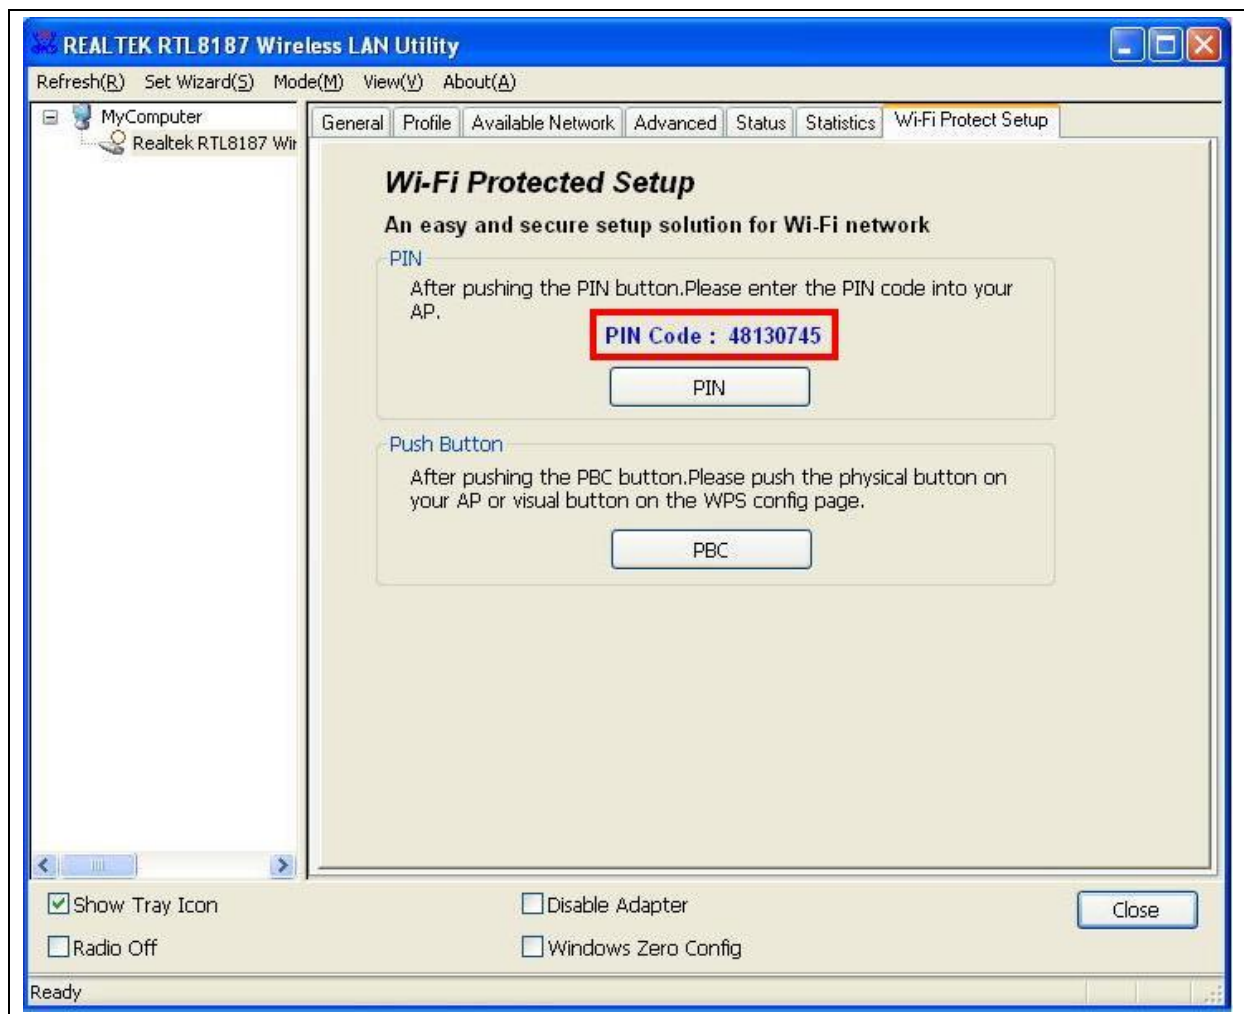 REALTEK RTL8187 Wireless LAN Utility
Refresh(R) Set Wizard(S) Mode(M) View(V) About(A)
MyComputer
Realtek RTL8187 Wir
General Profile Available Network Advanced Status Statistics Wi-Fi Protect Setup
Wi-Fi Protected Setup
An easy and secure setup solution for Wi-Fi network
PIN
After pushing the PIN button.Please enter the PIN code into your
AP.
PIN Code : 48130745
PIN
Push Button
After pushing the PBC button.Please push the physical button on
your AP or visual button on the WPS config page.
PBC
Show Tray Icon
Disable Adapter
Close
Radio Off
Windows Zero Config
Ready